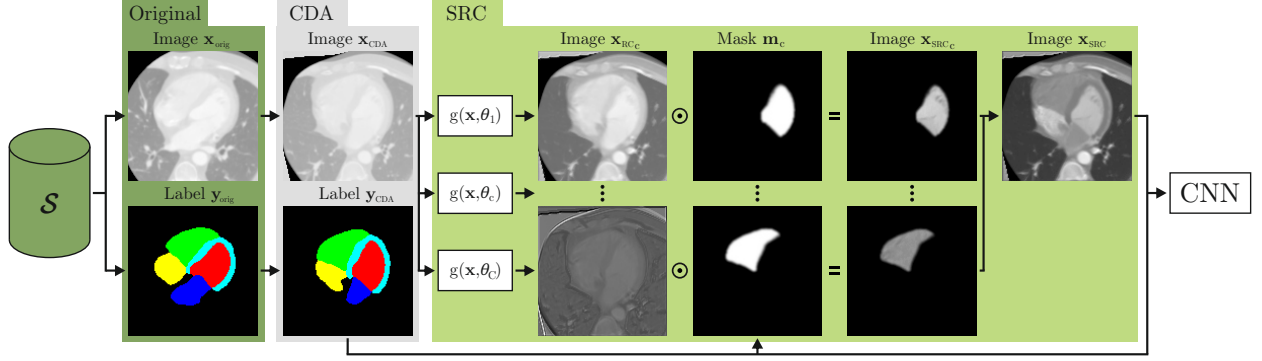 Original
CDA
SRC
Image x_orig
Image x_CDA
Image x_RC_c
Mask m_c
Image x_SRC_c
Image x_SRC
g(x,θ_1)
⊙
=
S
Label y_orig
Label y_CDA
g(x,θ_c)
⋮
⋮
⋮
CNN
g(x,θ_C)
⊙
=